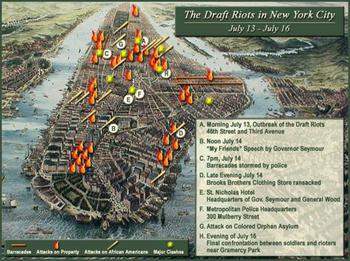 The Draft Riots in New York City
July 13 - July 16
A. Morning July 13, Outbreak of the Draft Riots
46th Street and Third Avenue
B. Noon July 14
"My Friends" Speech by Governor Seymour
C. 7pm, July 14
Barricades stormed by police
D. Late Evening July 14
Brooks Brothers Clothing Store ransacked
E. St. Nicholas Hotel
Headquarters of Gov. Seymour and General Wood
F. Metropolitan Police Headquarters
300 Mulberry Street
G. Attack on Colored Orphan Asylum
H. Evening of July 16
Final confrontation between soldiers and rioters
near Gramercy Park
Barricades Attacks on Property Attacks on African Americans Major Clashes